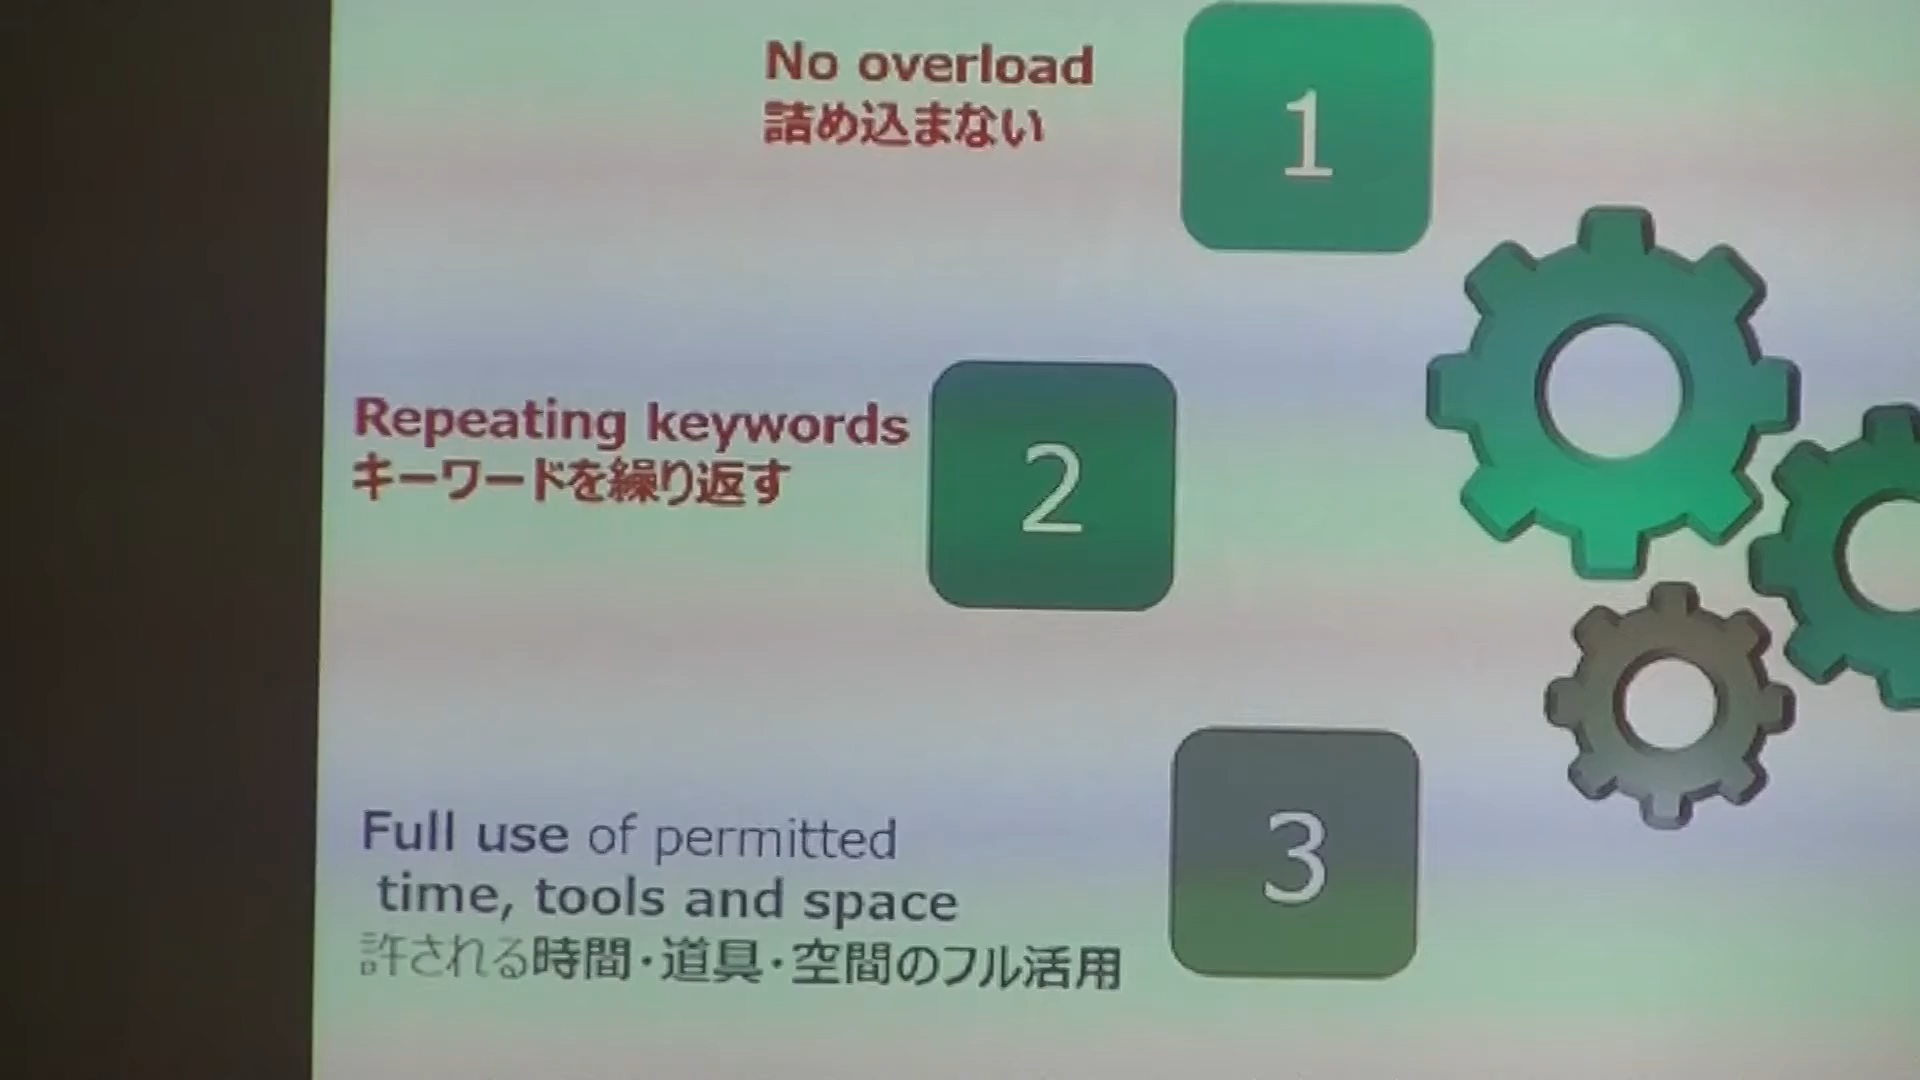 No overload
詰め込まない
1
Repeating keywords
キーワードを繰り返す
2
Full use of permitted
time, tools and space
許される時間・道具・空間のフル活用
3